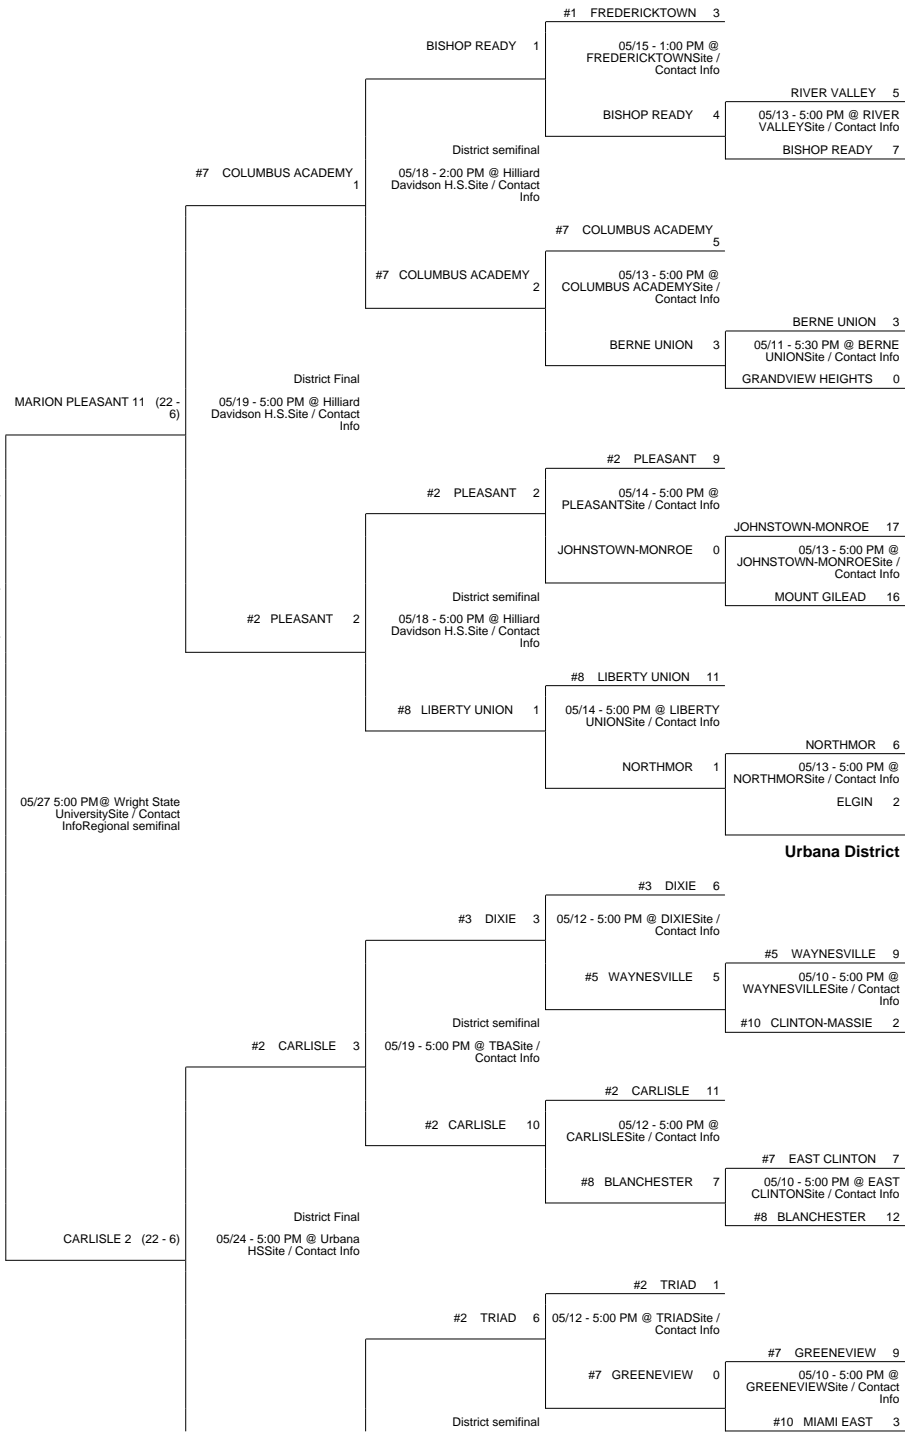 #1 FREDERICKTOWN 3
BISHOP READY 1
05/15 - 1:00 PM @
FREDERICKTOWNSite /
Contact Info
RIVER VALLEY 5
BISHOP READY 4
05/13 - 5:00 PM @ RIVER
VALLEYSite / Contact Info
District semifinal
BISHOP READY 7
#7 COLUMBUS ACADEMY
1
05/18 - 2:00 PM @ Hilliard
Davidson H.S.Site / Contact
Info
#7 COLUMBUS ACADEMY
5
#7 COLUMBUS ACADEMY
2
05/13 - 5:00 PM @
COLUMBUS ACADEMYSite /
Contact Info
BERNE UNION 3
BERNE UNION 3
05/11 - 5:30 PM @ BERNE
UNIONSite / Contact Info
District Final
GRANDVIEW HEIGHTS 0
MARION PLEASANT 11 (22 -
6)
05/19 - 5:00 PM @ Hilliard
Davidson H.S.Site / Contact
Info
#2 PLEASANT 9
#2 PLEASANT 2
05/14 - 5:00 PM @
PLEASANTSite / Contact Info
JOHNSTOWN-MONROE 17
JOHNSTOWN-MONROE 0
05/13 - 5:00 PM @
JOHNSTOWN-MONROESite /
Contact Info
District semifinal
MOUNT GILEAD 16
#2 PLEASANT 2
05/18 - 5:00 PM @ Hilliard
Davidson H.S.Site / Contact
Info
#8 LIBERTY UNION 11
#8 LIBERTY UNION 1
05/14 - 5:00 PM @ LIBERTY
UNIONSite / Contact Info
NORTHMOR 6
NORTHMOR 1
05/13 - 5:00 PM @
NORTHMORSite / Contact Info
05/27 5:00 PM@ Wright State
UniversitySite / Contact
InfoRegional semifinal
ELGIN 2
Urbana District
#3 DIXIE 6
#3 DIXIE 3
05/12 - 5:00 PM @ DIXIESite /
Contact Info
#5 WAYNESVILLE 9
#5 WAYNESVILLE 5
05/10 - 5:00 PM @
WAYNESVILLESite / Contact
Info
District semifinal
#10 CLINTON-MASSIE 2
#2 CARLISLE 3
05/19 - 5:00 PM @ TBASite /
Contact Info
#2 CARLISLE 11
#2 CARLISLE 10
05/12 - 5:00 PM @
CARLISLESite / Contact Info
#7 EAST CLINTON 7
#8 BLANCHESTER 7
05/10 - 5:00 PM @ EAST
CLINTONSite / Contact Info
District Final
#8 BLANCHESTER 12
CARLISLE 2 (22 - 6)
05/24 - 5:00 PM @ Urbana
HSSite / Contact Info
#2 TRIAD 1
#2 TRIAD 6
05/12 - 5:00 PM @ TRIADSite /
Contact Info
#7 GREENEVIEW 9
#7 GREENEVIEW 0
05/10 - 5:00 PM @
GREENEVIEWSite / Contact
Info
District semifinal
#10 MIAMI EAST 3